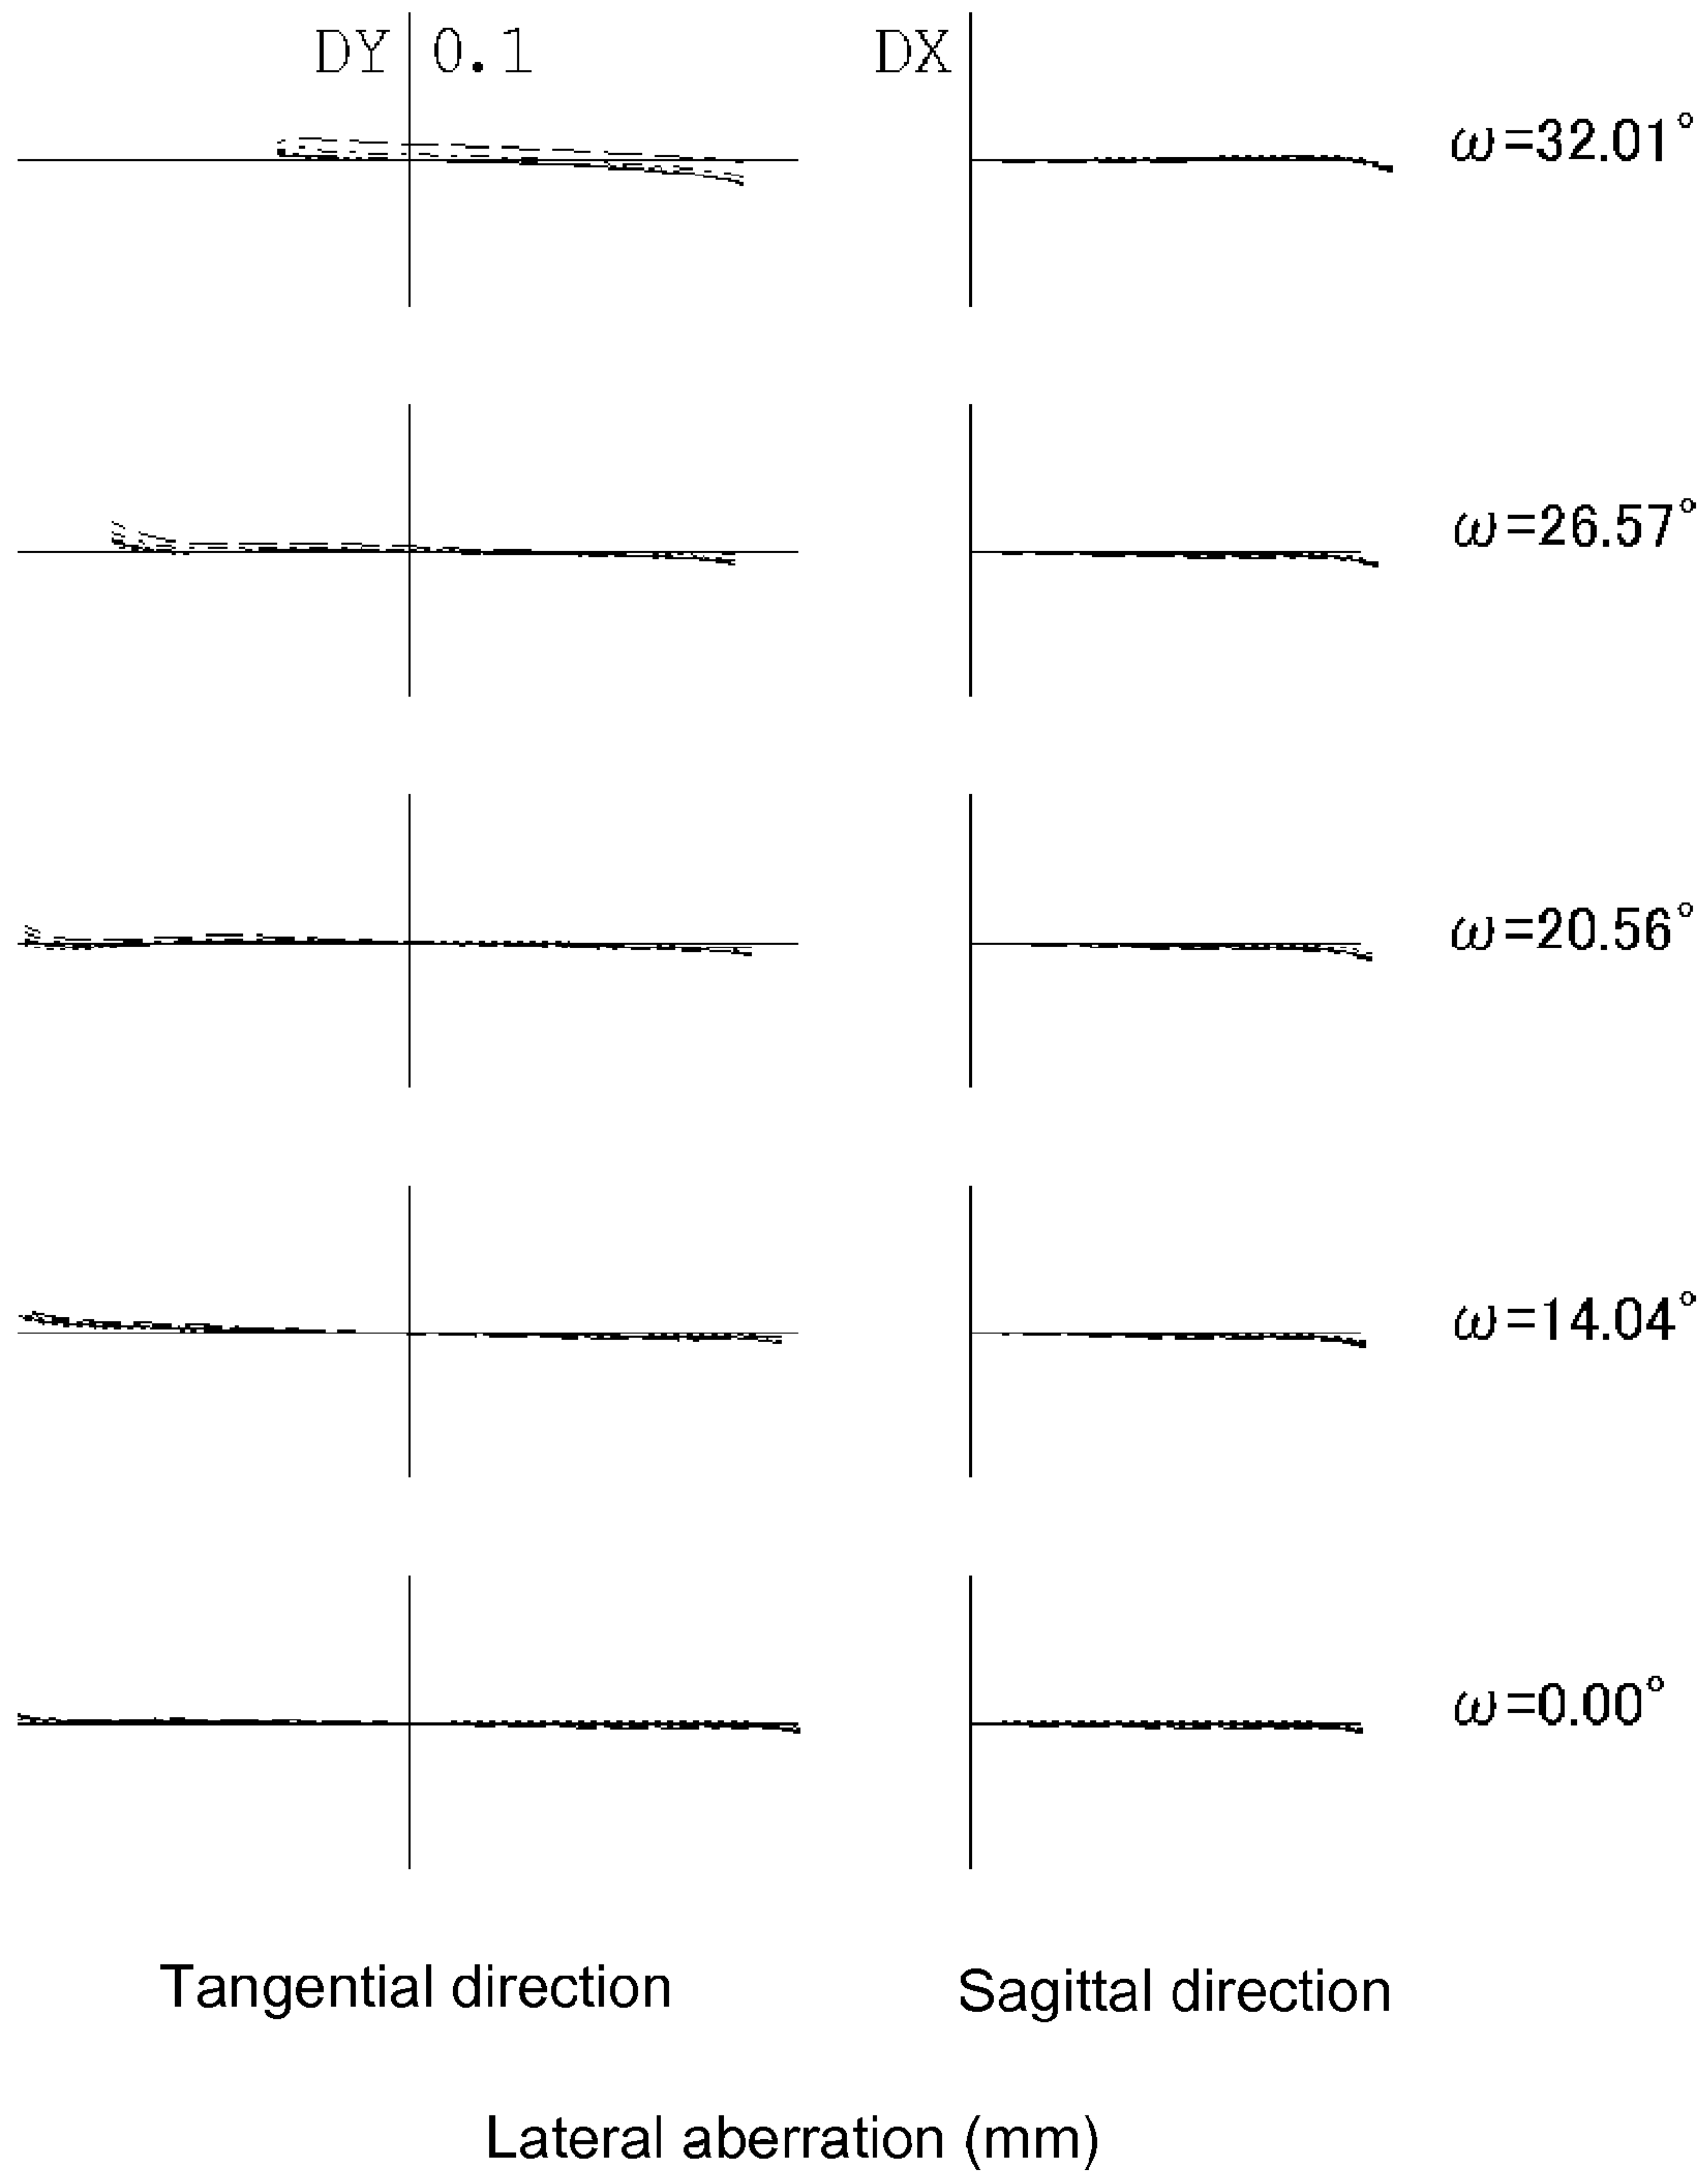 DY 0.1 DX
ω=32.01°
ω=26.57°
ω=20.56°
ω=14.04°
ω=0.00°
Tangential direction Sagittal direction
Lateral aberration (mm)